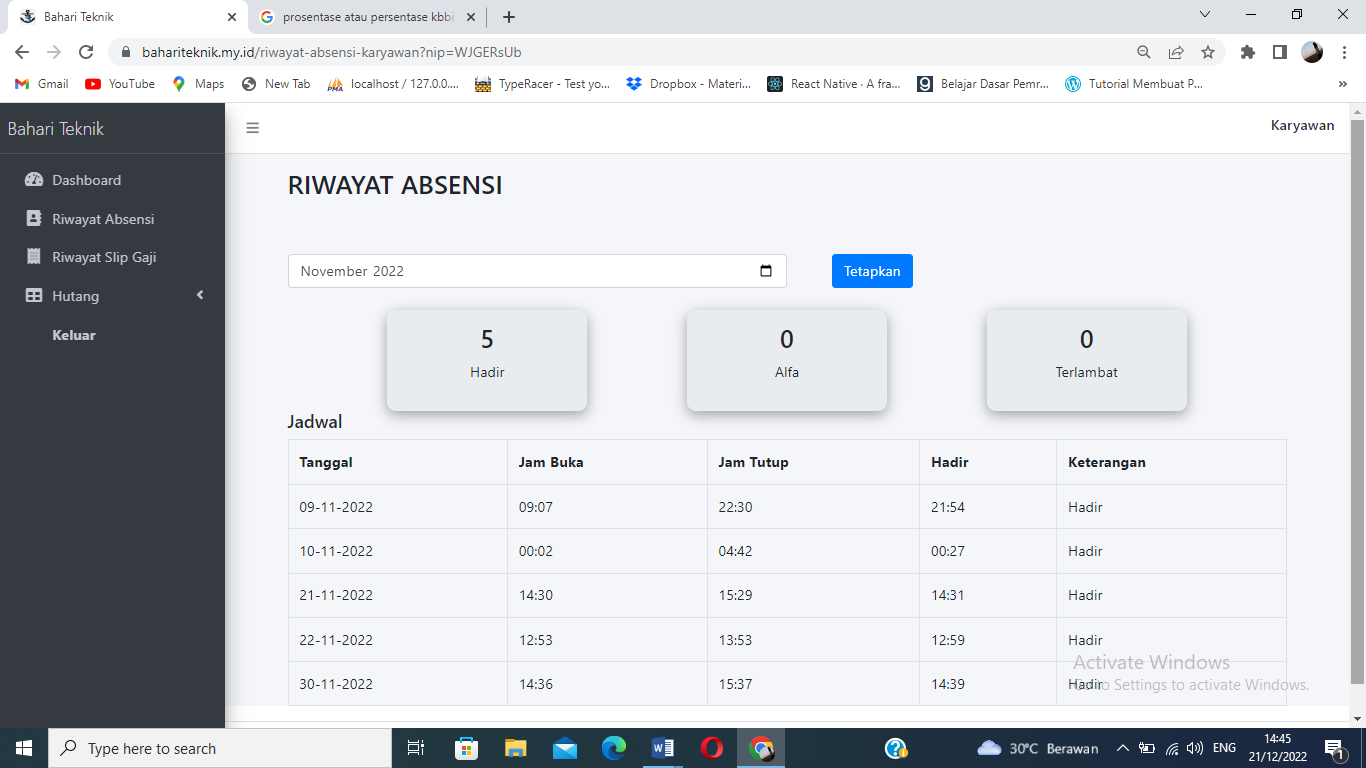 Bahari Teknik
prosentase atau persentase kbbi
bahariteknik.my.id/riwayat-absensi-karyawan?nip=WJGERsUb
Gmail YouTube Maps New Tab localhost / 127.0.0.... TypeRacer - Test yo... Dropbox - Materi... React Native · A fra... Belajar Dasar Pemr... Tutorial Membuat P... »
Bahari Teknik
Karyawan
Dashboard
Riwayat Absensi
Riwayat Slip Gaji
Hutang
Keluar
RIWAYAT ABSENSI
November 2022
Tetapkan
5 0 0
Hadir Alfa Terlambat
Jadwal
Tanggal Jam Buka Jam Tutup Hadir Keterangan
09-11-2022 09:07 22:30 21:54 Hadir
10-11-2022 00:02 04:42 00:27 Hadir
21-11-2022 14:30 15:29 14:31 Hadir
22-11-2022 12:53 13:53 12:59 Hadir
30-11-2022 14:36 15:37 14:39 Hadir
Activate Windows
Go to Settings to activate Windows.
Type here to search
30°C Berawan
ENG
14:45
21/12/2022
1